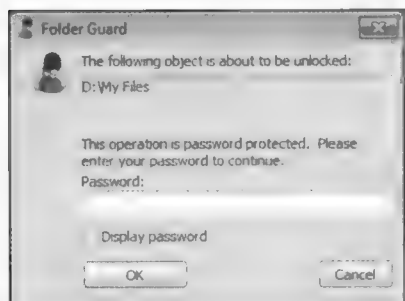 Folder Guard
The following object is about to be unlocked:
D:\My Files
This operation is password protected. Please
enter your password to continue.
Password:
Display password
OK
Cancel